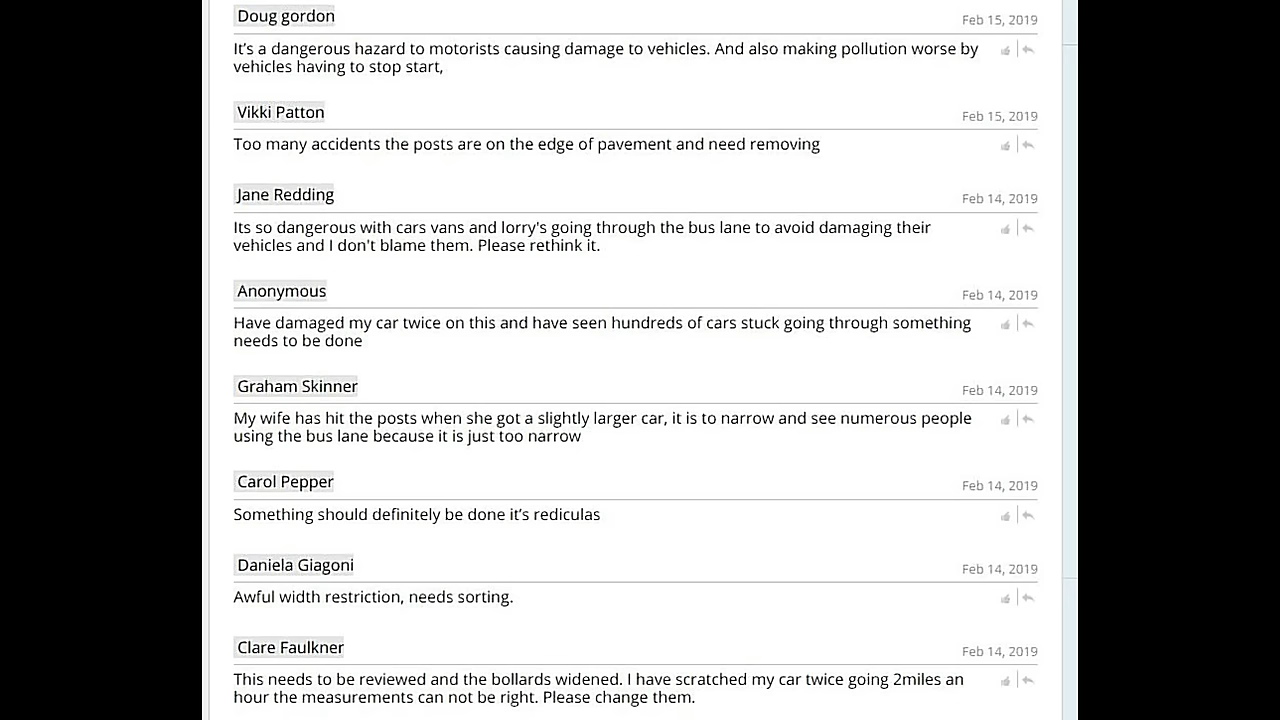 Doug gordon
Feb 15, 2019
It’s a dangerous hazard to motorists causing damage to vehicles. And also making pollution worse by
vehicles having to stop start,
Vikki Patton
Feb 15, 2019
Too many accidents the posts are on the edge of pavement and need removing
Jane Redding
Feb 14, 2019
Its so dangerous with cars vans and lorry's going through the bus lane to avoid damaging their
vehicles and I don't blame them. Please rethink it.
Anonymous
Feb 14, 2019
Have damaged my car twice on this and have seen hundreds of cars stuck going through something
needs to be done
Graham Skinner
Feb 14, 2019
My wife has hit the posts when she got a slightly larger car, it is to narrow and see numerous people
using the bus lane because it is just too narrow
Carol Pepper
Feb 14, 2019
Something should definitely be done it’s rediculas
Daniela Giagoni
Feb 14, 2019
Awful width restriction, needs sorting.
Clare Faulkner
Feb 14, 2019
This needs to be reviewed and the bollards widened. I have scratched my car twice going 2miles an
hour the measurements can not be right. Please change them.